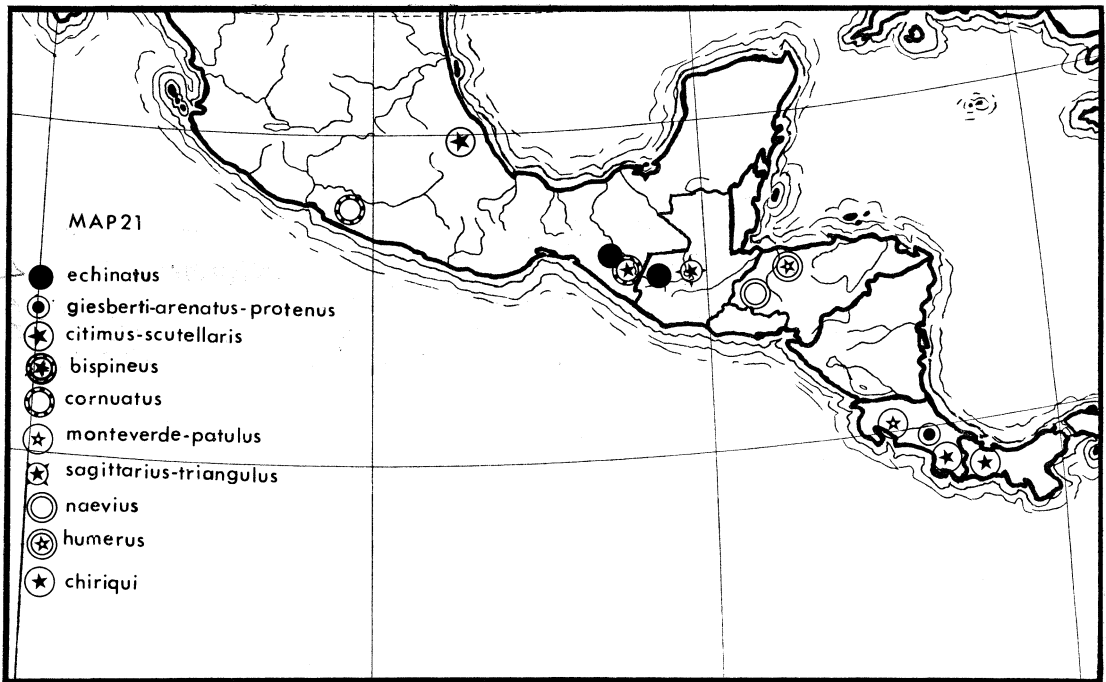 MAP21
echinatus
giesberti-arenatus-protenus
citimus-scutellaris
bispineus
cornuatus
monteverde-patulus
sagittarius-triangulus
naevius
humerus
chiriqui